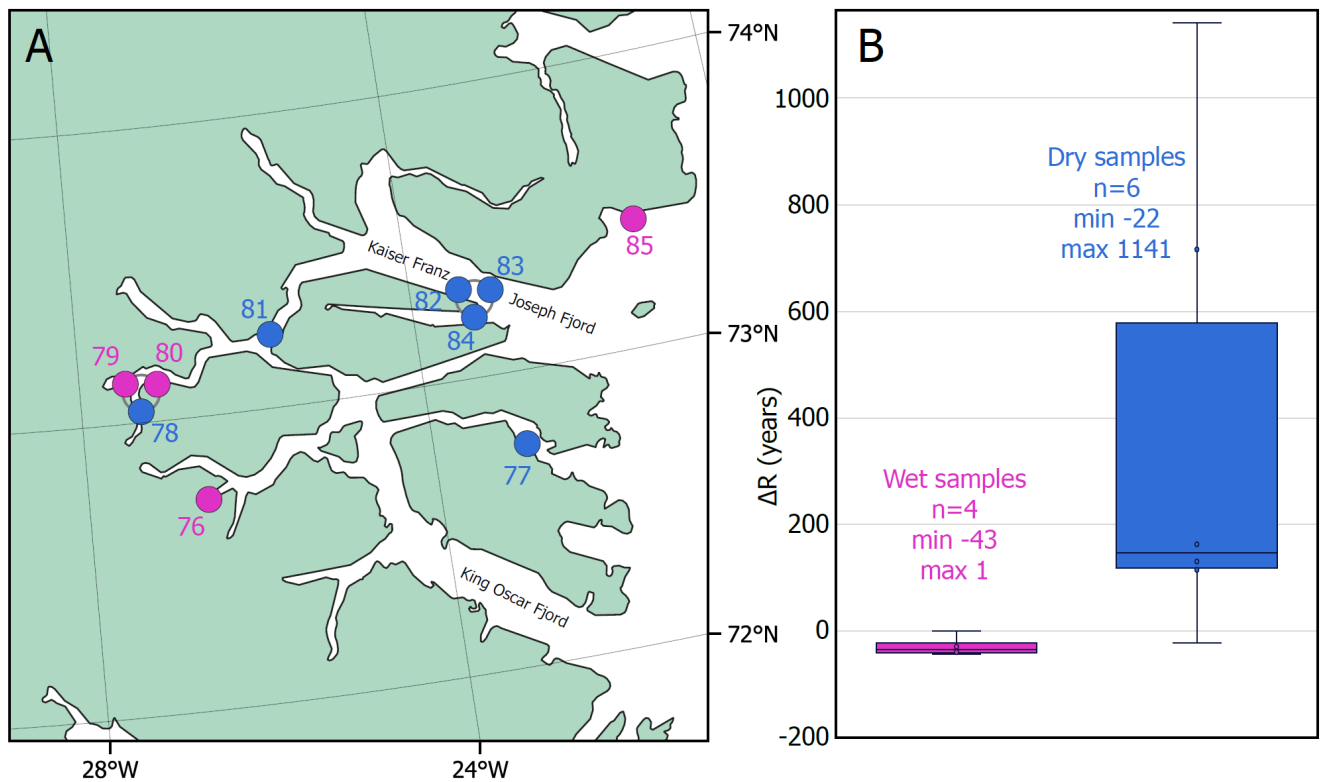 A
74°N
85
Kaiser Franz
83
82
Joseph Fjord
81
84
73°N
79
80
78
77
76
King Oscar Fjord
72°N
28°W
24°W
B
ΔR (years)
1000
800
600
400
200
0
-200
Dry samples
n=6
min -22
max 1141
Wet samples
n=4
min -43
max 1